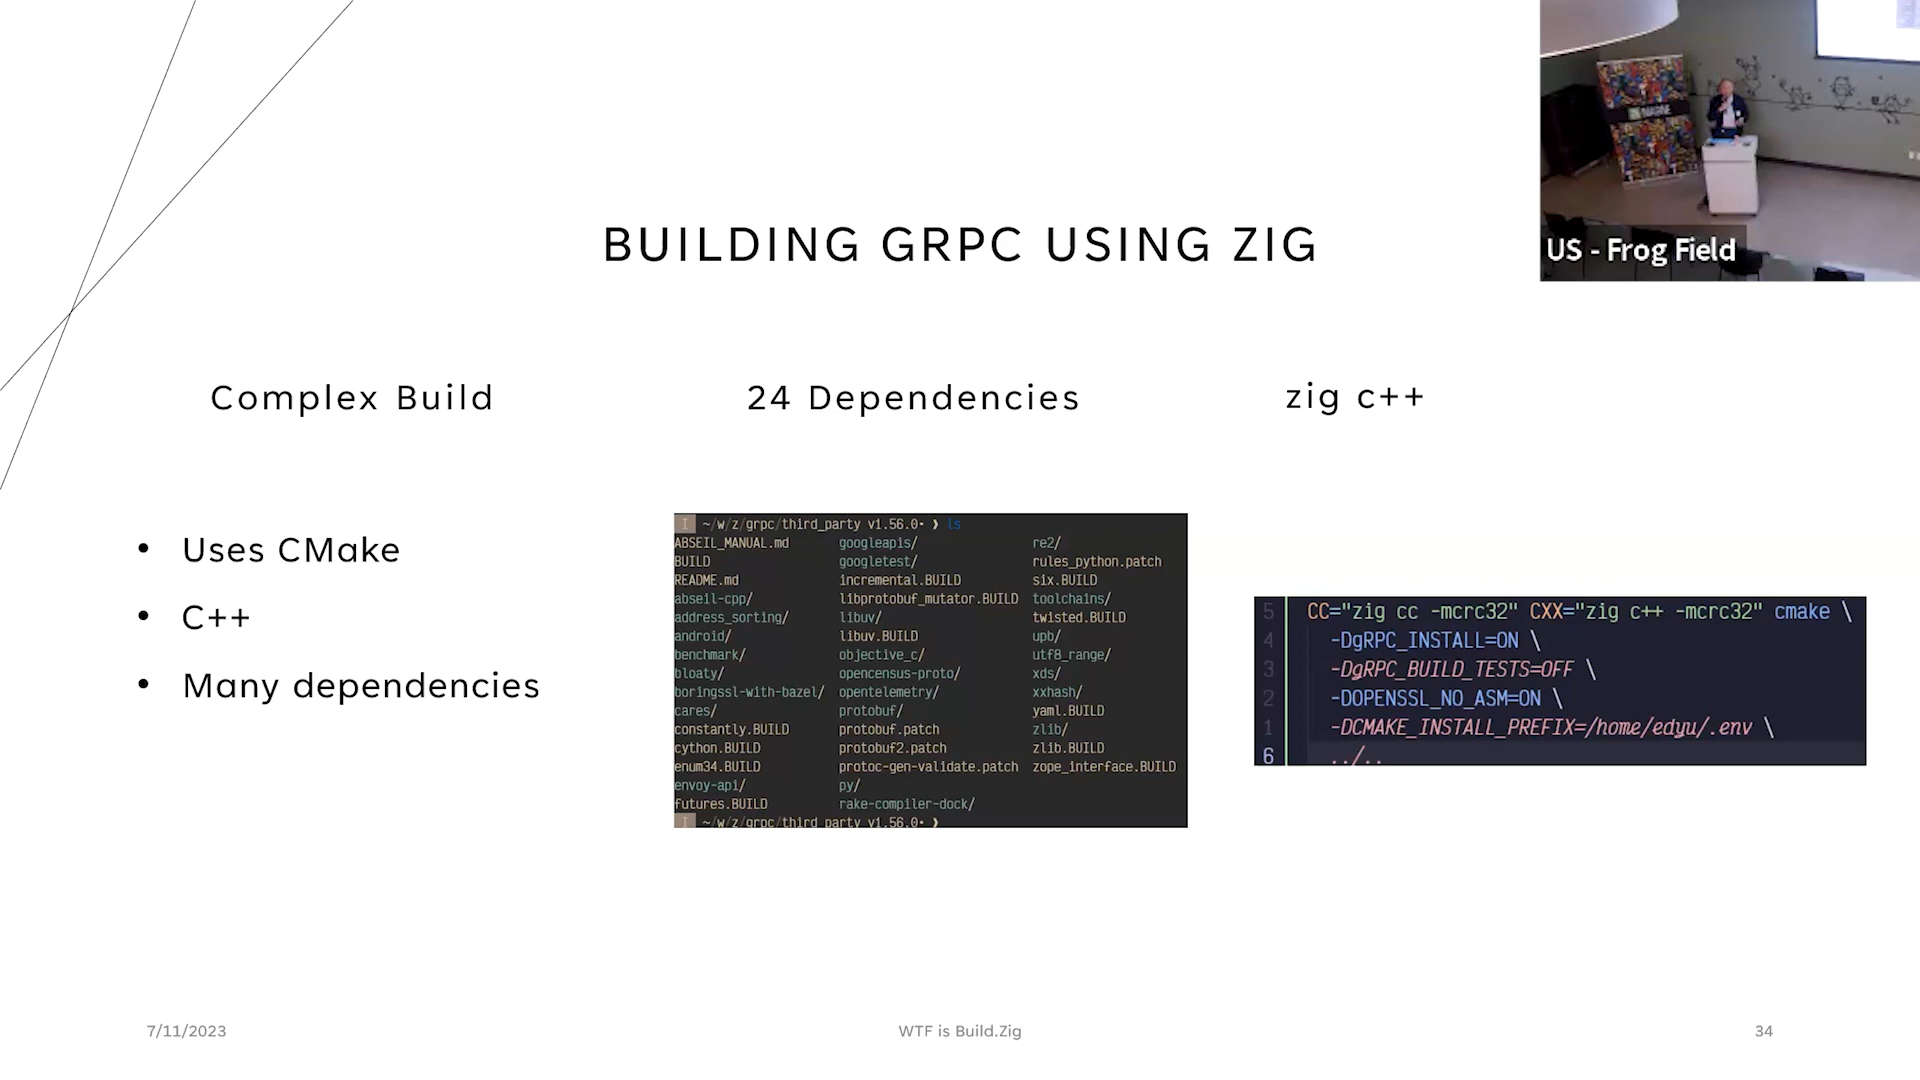 BUILDING GRPC USING ZIG
US - Frog Field
Complex Build
• Uses CMake
• C++
• Many dependencies
24 Dependencies
I ~/w/z/grpc/third_party v1.56.0• ❯ ls
ABSEIL_MANUAL.md googleapis/ re2/
BUILD googletest/ rules_python.patch
README.md incremental.BUILD six.BUILD
abseil-cpp/ libprotobuf_mutator.BUILD toolchains/
address_sorting/ libuv/ twisted.BUILD
android/ libuv.BUILD upb/
benchmark/ objective_c/ utf8_range/
bloaty/ opencensus-proto/ xds/
boringssl-with-bazel/ opentelemetry/ xxhash/
cares/ protobuf/ yaml.BUILD
constantly.BUILD protobuf.patch zlib/
cython.BUILD protobuf2.patch zlib.BUILD
enum34.BUILD protoc-gen-validate.patch zope_interface.BUILD
envoy-api/ py/
futures.BUILD rake-compiler-dock/
I ~/w/z/grpc/third_party v1.56.0• ❯
zig c++
5 CC="zig cc -mcrc32" CXX="zig c++ -mcrc32" cmake \
4 -DgRPC_INSTALL=ON \
3 -DgRPC_BUILD_TESTS=OFF \
2 -DOPENSSL_NO_ASM=ON \
1 -DCMAKE_INSTALL_PREFIX=/home/edyu/.env \
6 ../..
7/11/2023
WTF is Build.Zig
34